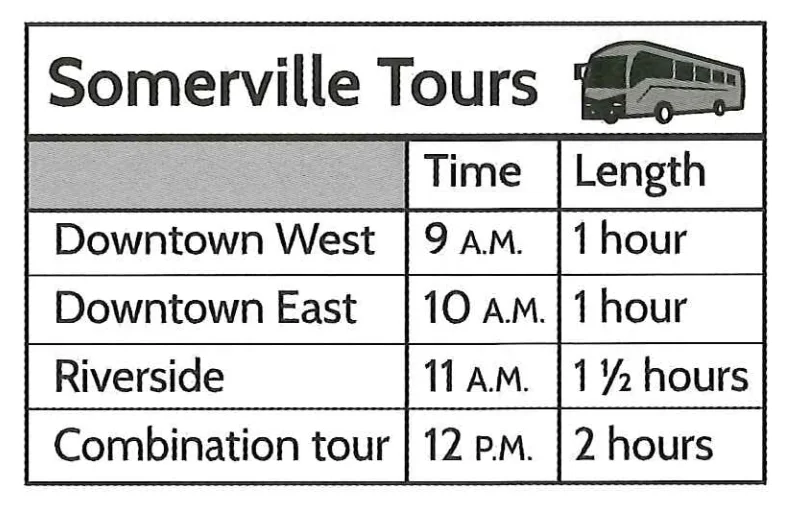 Somerville Tours
Time Length
Downtown West 9 A.M. 1 hour
Downtown East 10 A.M. 1 hour
Riverside 11 A.M. 1 ½ hours
Combination tour 12 P.M. 2 hours